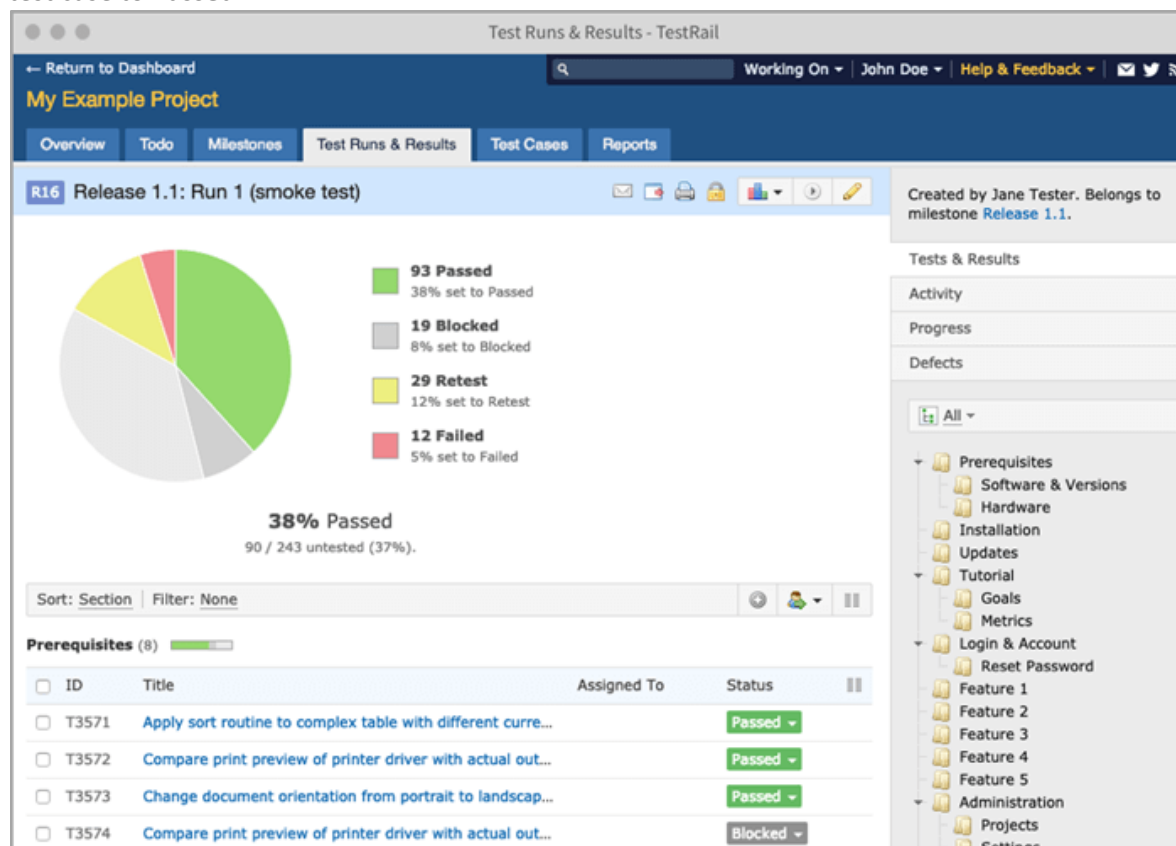 Test Runs & Results - TestRail
← Return to Dashboard
Working On
John Doe
Help & Feedback
My Example Project
Overview
Todo
Milestones
Test Runs & Results
Test Cases
Reports
R16 Release 1.1: Run 1 (smoke test)
Created by Jane Tester. Belongs to
milestone Release 1.1.
93 Passed
38% set to Passed
19 Blocked
8% set to Blocked
29 Retest
12% set to Retest
12 Failed
5% set to Failed
38% Passed
90 / 243 untested (37%).
Tests & Results
Activity
Progress
Defects
All
Prerequisites
Software & Versions
Hardware
Installation
Updates
Tutorial
Goals
Metrics
Login & Account
Reset Password
Feature 1
Feature 2
Feature 3
Feature 4
Feature 5
Administration
Projects
Sort: Section | Filter: None
Prerequisites (8)
ID Title Assigned To Status
T3571 Apply sort routine to complex table with different curre... Passed
T3572 Compare print preview of printer driver with actual out... Passed
T3573 Change document orientation from portrait to landscap... Passed
T3574 Compare print preview of printer driver with actual out... Blocked